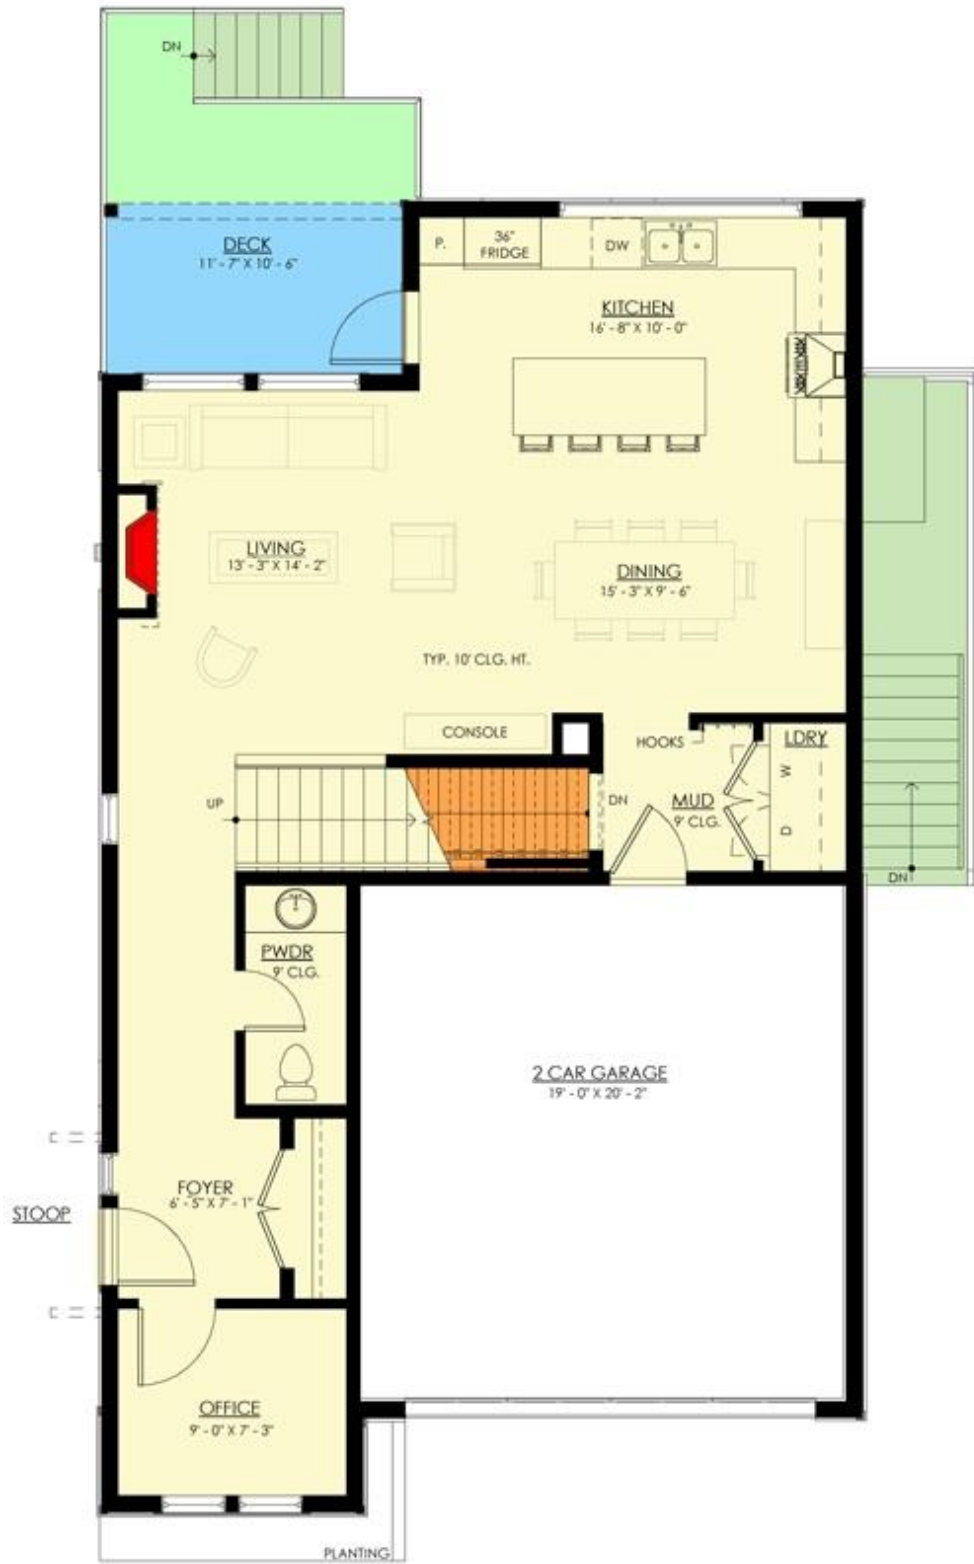 DN
DECK
11' - 7" X 10' - 6"
P.
36"
FRIDGE
DW
KITCHEN
16' - 8" X 10' - 0"
LIVING
13' - 3" X 14' - 2"
DINING
15' - 3" X 9' - 6"
TYP. 10' CLG. HT.
CONSOLE
HOOKS
LDRY
W
UP
DN
MUD
9' CLG.
D
DN
PWDR
9' CLG.
2 CAR GARAGE
19' - 0" X 20' - 2"
FOYER
6' - 5" X 7' - 1"
STOOP
OFFICE
9' - 0" X 7' - 3"
PLANTING